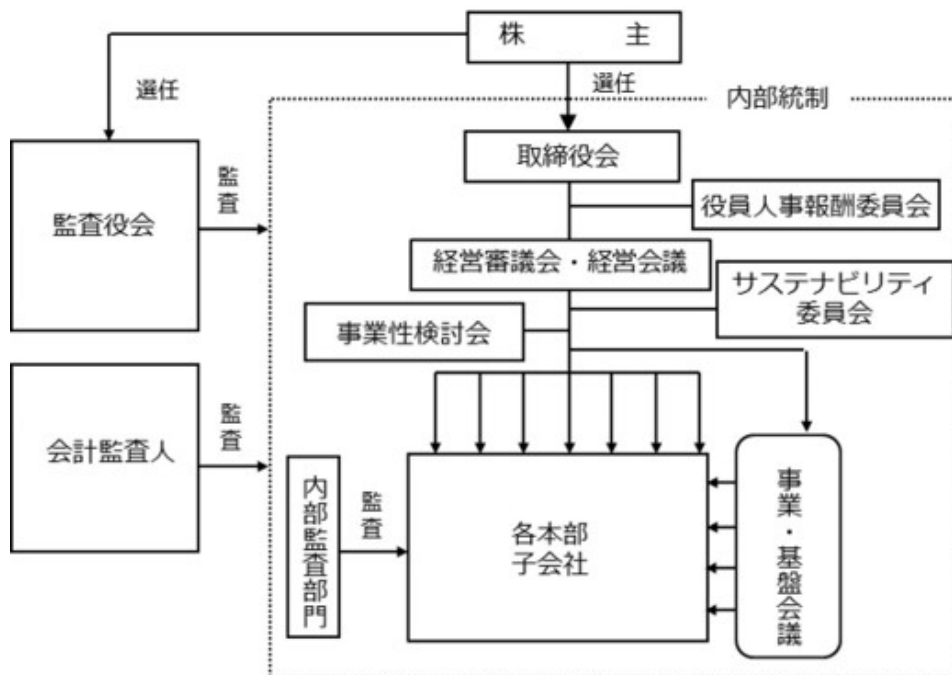 株　　　主
選任
選任
内部統制
取締役会
監査
監査役会
役員人事報酬委員会
経営審議会・経営会議
サステナビリティ
委員会
事業性検討会
会計監査人
監査
内部監査部門
監査
各本部
子会社
事業・基盤会議